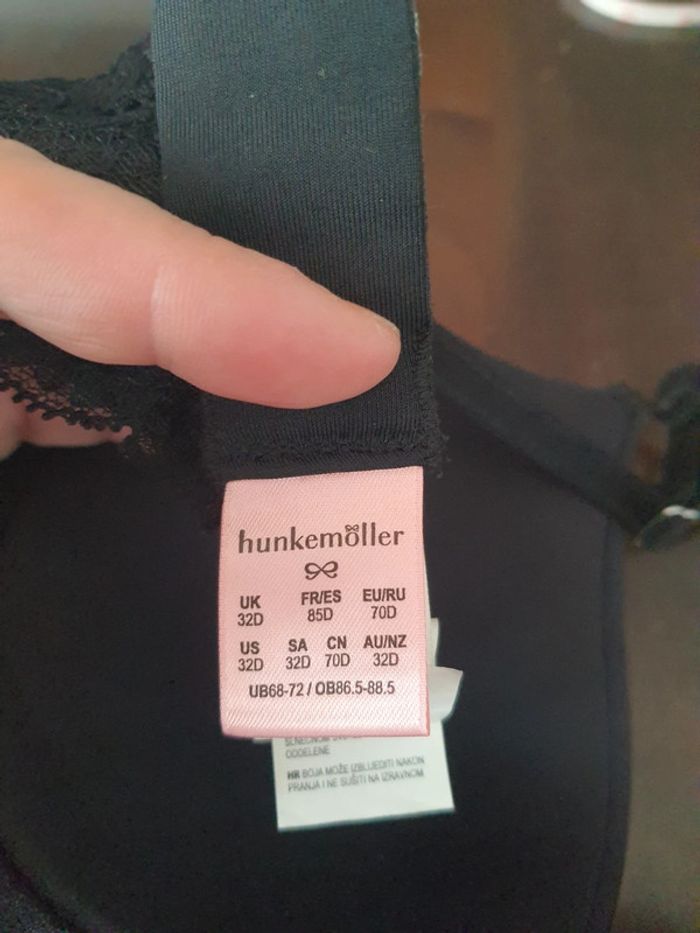 hunkemöller
UK FR/ES EU/RU
32D 85D 70D
US SA CN AU/NZ
32D 32D 70D 32D
UB68-72 / OB86.5-88.5
ODDELENE
HR BOJA MOŽE IZBLIJEDITI NAKON
PRANJA I NE SUŠITI NA IZRAVNOM